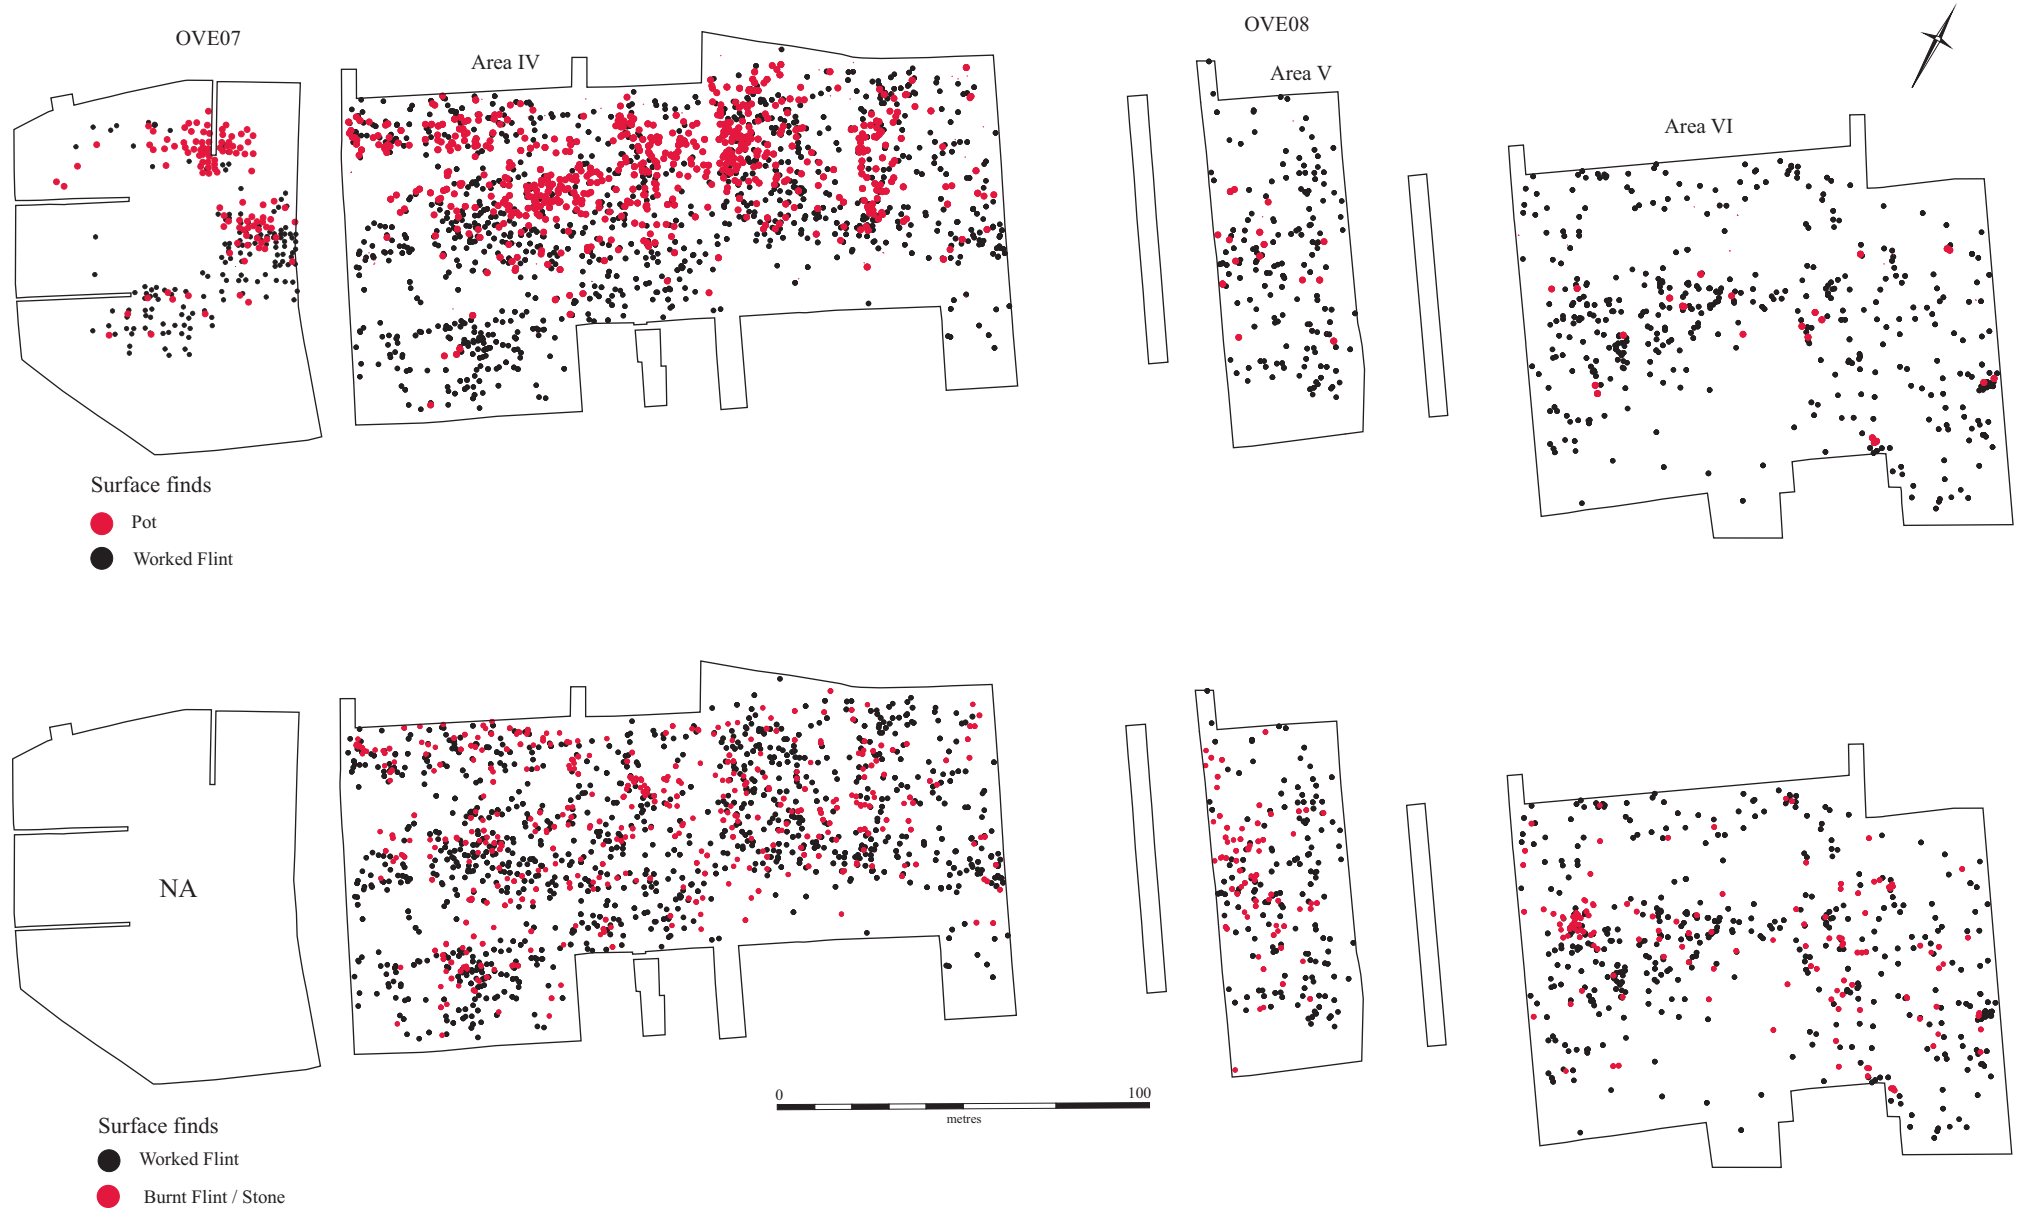 OVE07
Area IV
OVE08
Area V
Area VI
Surface finds
Pot
Worked Flint
NA
0
100
metres
Surface finds
Worked Flint
Burnt Flint / Stone